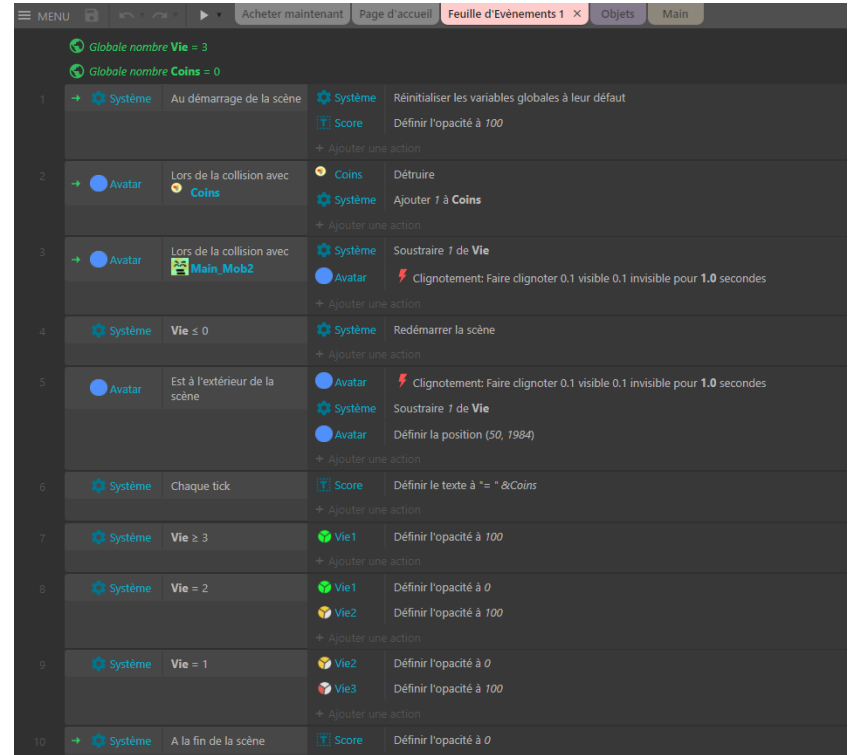 MENU Acheter maintenant Page d'accueil Feuille d'Evènements 1 × Objets Main
Globale nombre Vie = 3
Globale nombre Coins = 0
1 Système Au démarrage de la scène Système Réinitialiser les variables globales à leur défaut
Score Définir l'opacité à 100
+ Ajouter une action
2 Avatar Lors de la collision avec Coins Coins Détruire
Système Ajouter 1 à Coins
+ Ajouter une action
3 Avatar Lors de la collision avec Main_Mob2 Système Soustraire 1 de Vie
Avatar Clignotement: Faire clignoter 0.1 visible 0.1 invisible pour 1.0 secondes
+ Ajouter une action
4 Système Vie ≤ 0 Système Redémarrer la scène
+ Ajouter une action
5 Avatar Est à l'extérieur de la scène Avatar Clignotement: Faire clignoter 0.1 visible 0.1 invisible pour 1.0 secondes
Système Soustraire 1 de Vie
Avatar Définir la position (50, 1984)
+ Ajouter une action
6 Système Chaque tick Score Définir le texte à "= " &Coins
+ Ajouter une action
7 Système Vie ≥ 3 Vie1 Définir l'opacité à 100
+ Ajouter une action
8 Système Vie = 2 Vie1 Définir l'opacité à 0
Vie2 Définir l'opacité à 100
+ Ajouter une action
9 Système Vie = 1 Vie2 Définir l'opacité à 0
Vie3 Définir l'opacité à 100
+ Ajouter une action
10 Système A la fin de la scène Score Définir l'opacité à 0